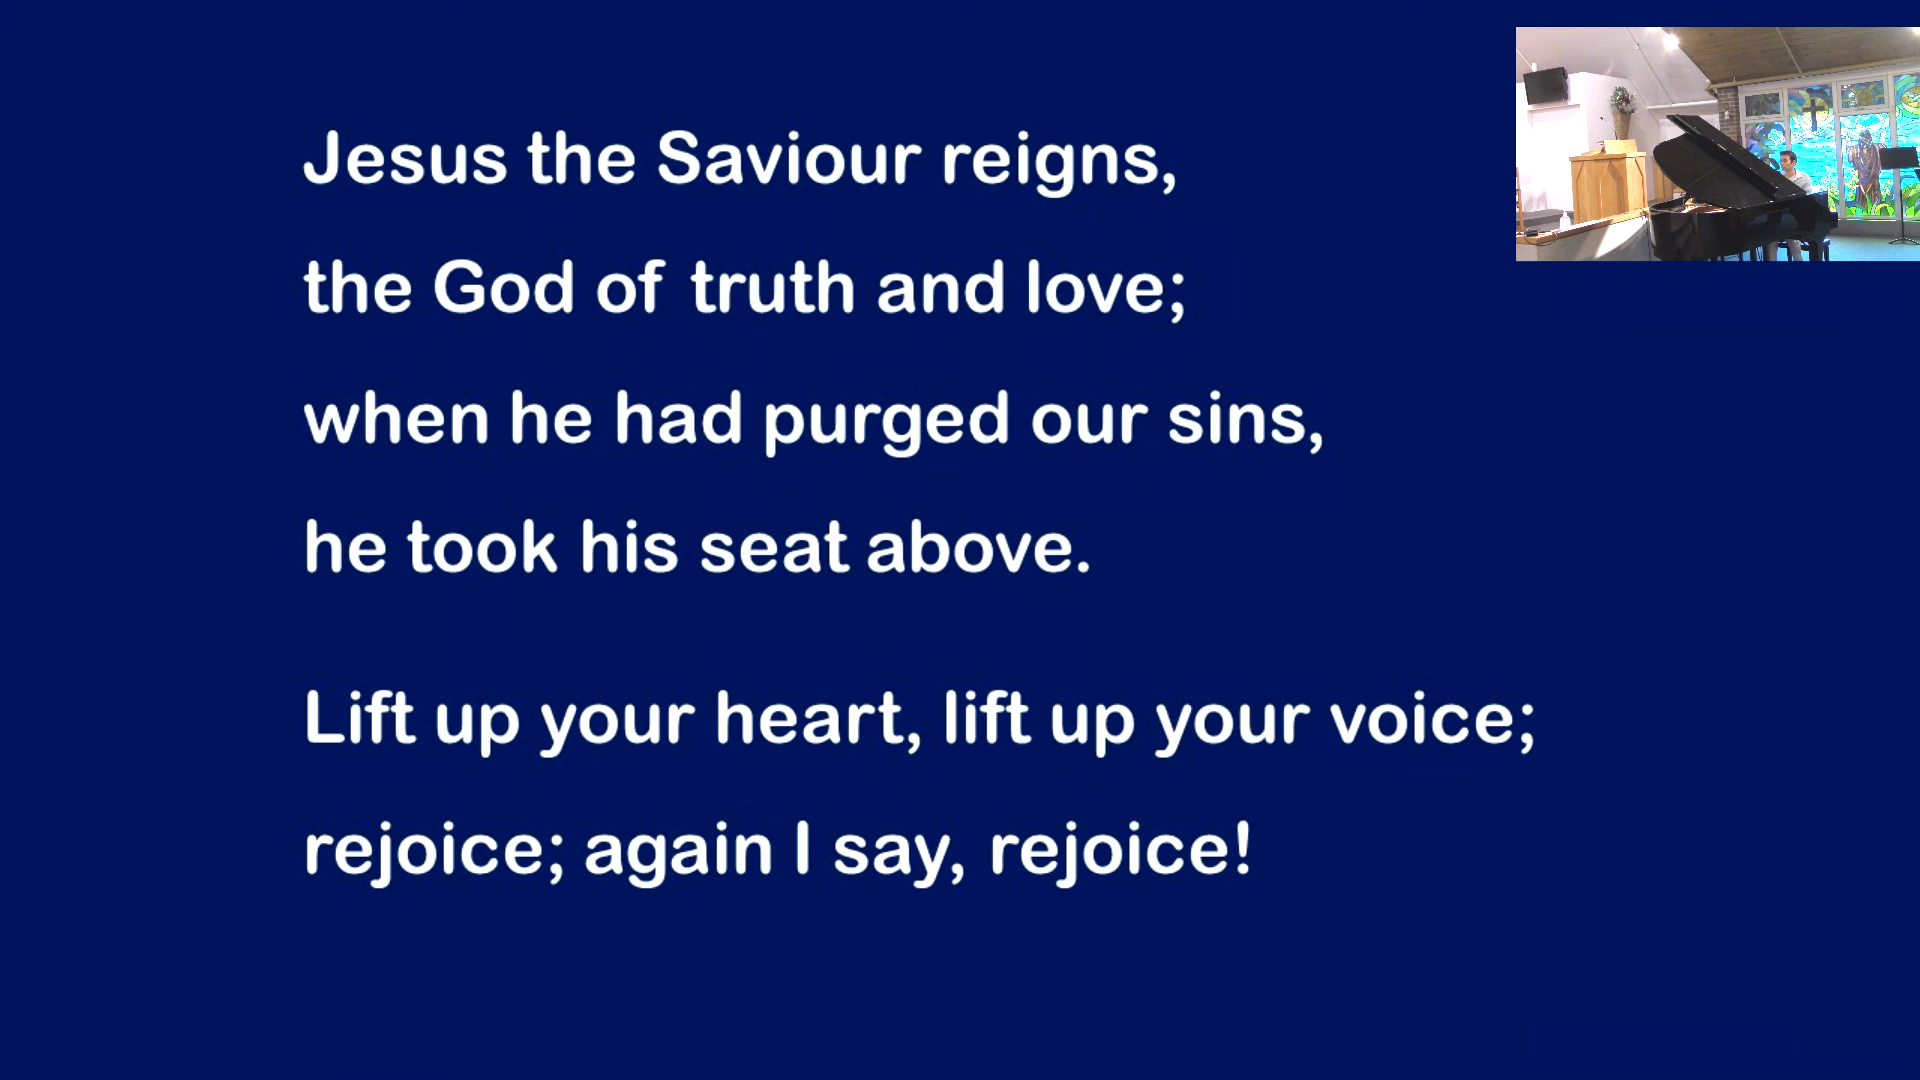 Jesus the Saviour reigns,
the God of truth and love;
when he had purged our sins,
he took his seat above.
Lift up your heart, lift up your voice;
rejoice; again I say, rejoice!